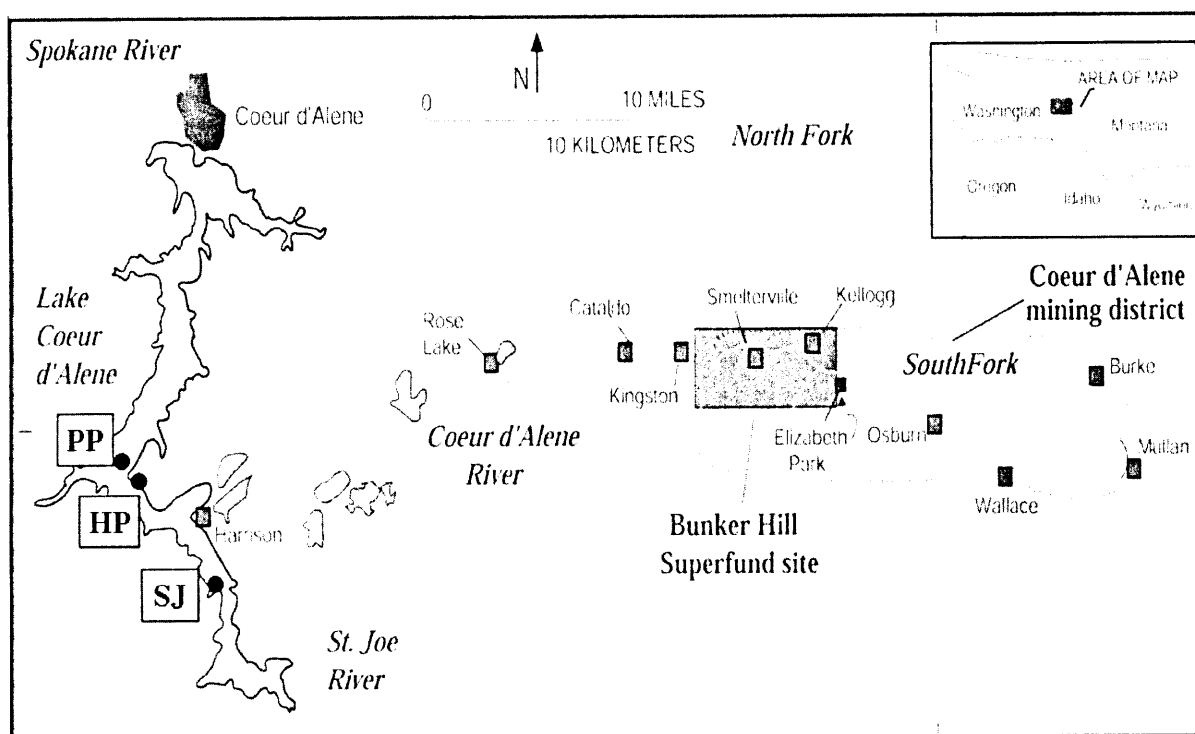 Spokane River
Coeur d'Alene
N
0
10 MILES
10 KILOMETERS
North Fork
AREA OF MAP
Washington
Montana
Oregon
Idaho
Lake
Coeur
d'Alene
Coeur d'Alene
mining district
Rose
Lake
Cataldo
Smelterville
Kellogg
Kingston
SouthFork
Burke
PP
Coeur d'Alene
River
Elizabeth
Park
Osburn
Mullan
HP
Harrison
Wallace
Bunker Hill
Superfund site
SJ
St. Joe
River